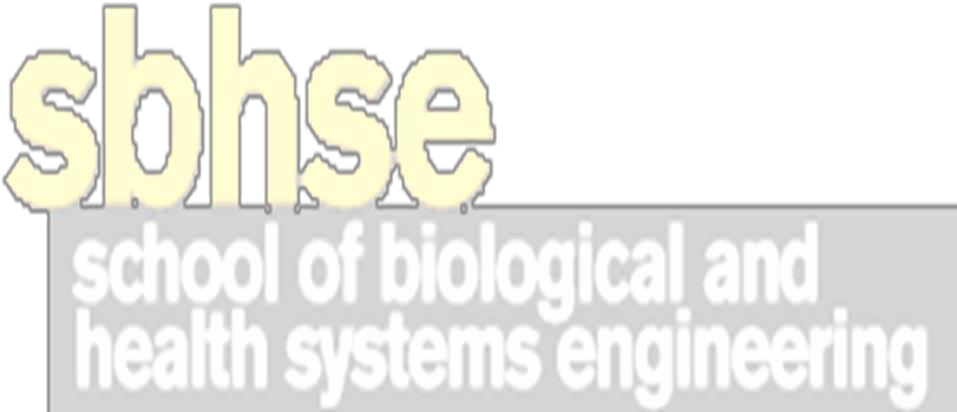 sbhse
school of biological and
health systems engineering